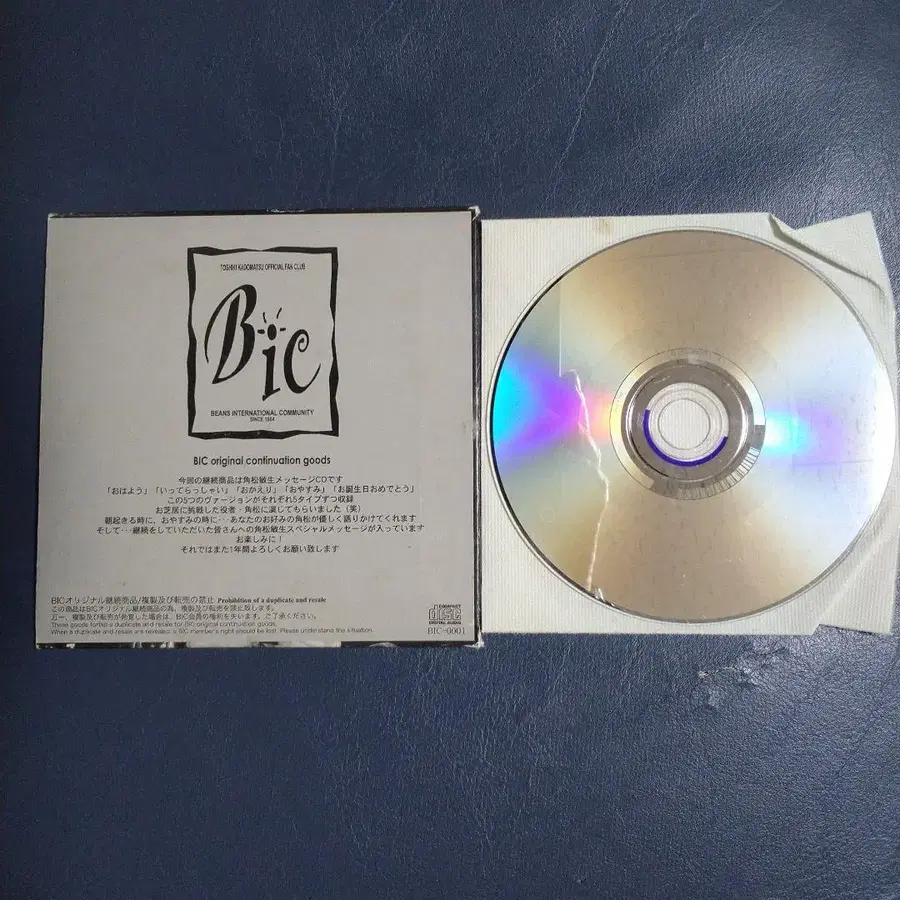 TOSHIKI KADOMATSU OFFICIAL FAN CLUB
BiC
BEANS INTERNATIONAL COMMUNITY
SINCE 1984
BIC original continuation goods
今回の継続商品は角松敏生メッセージCDです
「おはよう」「いってらっしゃい」「おかえり」「おやすみ」「お誕生日おめでとう」
この5つのヴァージョンがそれぞれ5タイプずつ収録
お芝居に挑戦した役者・角松に演じてもらいました（笑）
朝起きる時に、おやすみの時に‥あなたのお好みの角松が優しく語りかけてくれます
そして‥‥継続をしていただいた皆さんへの角松敏生スペシャルメッセージが入っています
お楽しみに！
それではまた1年間よろしくお願い致します
BICオリジナル継続商品/複製及び転売の禁止 Prohibition of a duplicate and resale
この商品はBICオリジナル継続商品の為、複製及び転売を禁止致します。
万一、複製及び転売が発覚した場合は、BIC会員の権利を失います。ご了承ください。
These goods forbid a duplicate and resale for BIC original continuation goods.
When a duplicate and resale are revealed, a BIC member's right should be lost. Please understand the situation.
COMPACT
disc
DIGITAL AUDIO
BIC-0001